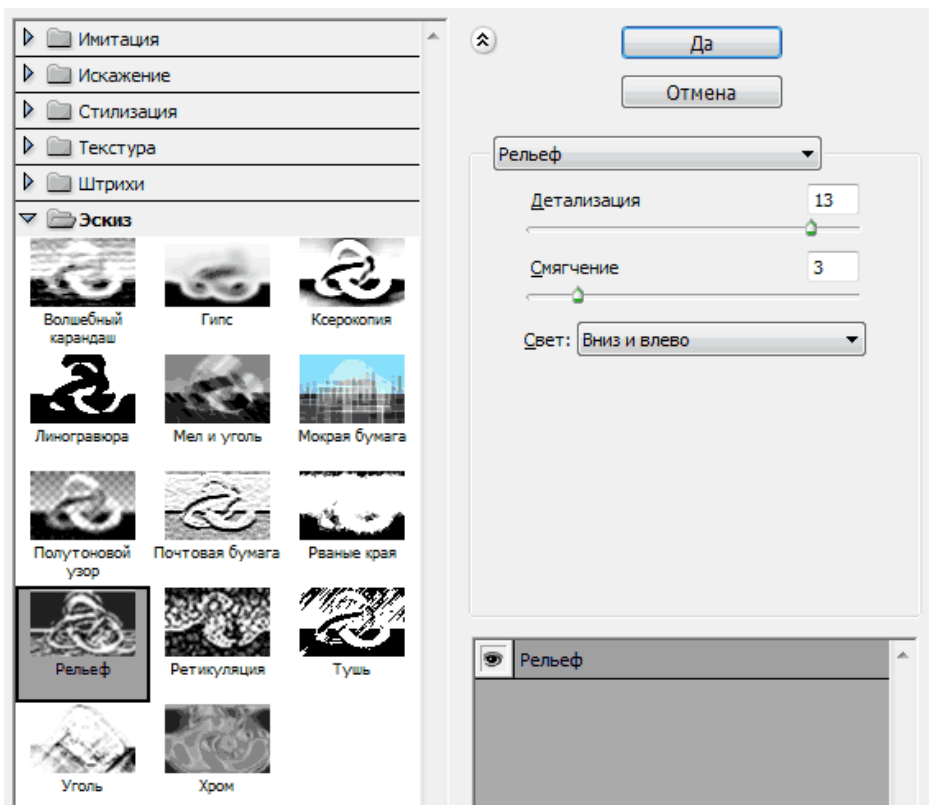 Имитация
Искажение
Стилизация
Текстура
Штрихи
Эскиз
Волшебный карандаш
Гипс
Ксерокопия
Линогравюра
Мел и уголь
Мокрая бумага
Полутоновой узор
Почтовая бумага
Рваные края
Рельеф
Ретикуляция
Тушь
Уголь
Хром
Да
Отмена
Рельеф
Детализация 13
Смягчение 3
Свет: Вниз и влево
Рельеф